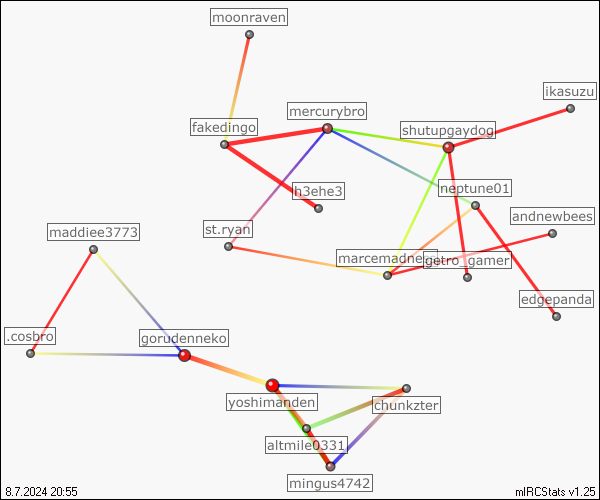 moonraven
ikasuzu
mercurybro
fakedingo
shutupgaydog
h3ehe3
neptune01
andnewbees
st.ryan
maddiee3773
marcemadness
getro_gamer
edgepanda
.cosbro
gorudenneko
yoshimanden
chunkzter
altmile0331
mingus4742
8.7.2024 20:55
mIRCStats v1.25